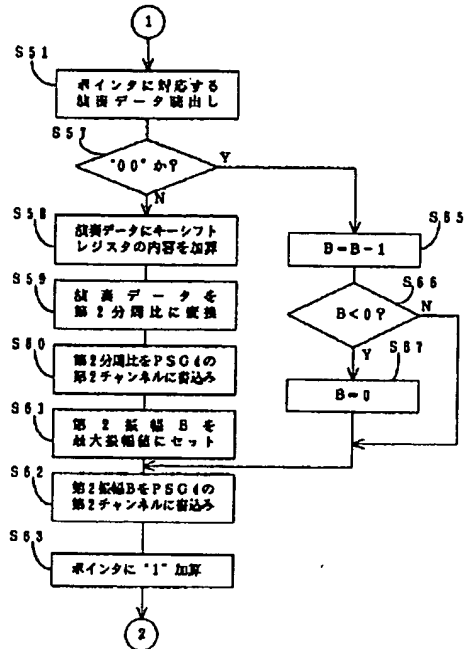 1
S51
ポインタに対応する
演奏データ読出し
S57
"00"か?
Y
N
S58
演奏データにキーシフト
レジスタの内容を加算
S65
B=B-1
S59
演奏データを
第2分周比に変換
S66
B<0?
N
Y
S60
第2分周比をPSG4の
第2チャンネルに書込み
S67
B=0
S61
第2振幅Bを
最大振幅値にセット
S62
第2振幅BをPSG4の
第2チャンネルに書込み
S63
ポインタに"1"加算
2